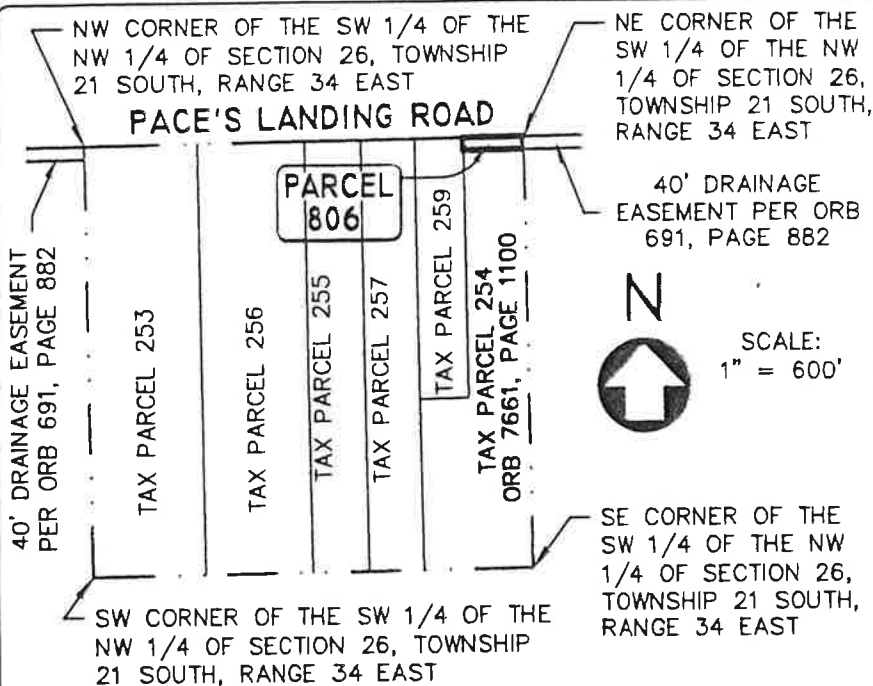 NW CORNER OF THE SW 1/4 OF THE
NW 1/4 OF SECTION 26, TOWNSHIP
21 SOUTH, RANGE 34 EAST
NE CORNER OF THE
SW 1/4 OF THE NW
1/4 OF SECTION 26,
TOWNSHIP 21 SOUTH,
RANGE 34 EAST
PACE'S LANDING ROAD
PARCEL
806
40' DRAINAGE
EASEMENT PER ORB
691, PAGE 882
40' DRAINAGE EASEMENT
PER ORB 691, PAGE 882
TAX PARCEL 253
TAX PARCEL 256
TAX PARCEL 255
TAX PARCEL 257
TAX PARCEL 259
TAX PARCEL 254
ORB 7661, PAGE 1100
N
SCALE:
1" = 600'
SE CORNER OF THE
SW 1/4 OF THE NW
1/4 OF SECTION 26,
TOWNSHIP 21 SOUTH,
RANGE 34 EAST
SW CORNER OF THE SW 1/4 OF THE
NW 1/4 OF SECTION 26, TOWNSHIP
21 SOUTH, RANGE 34 EAST